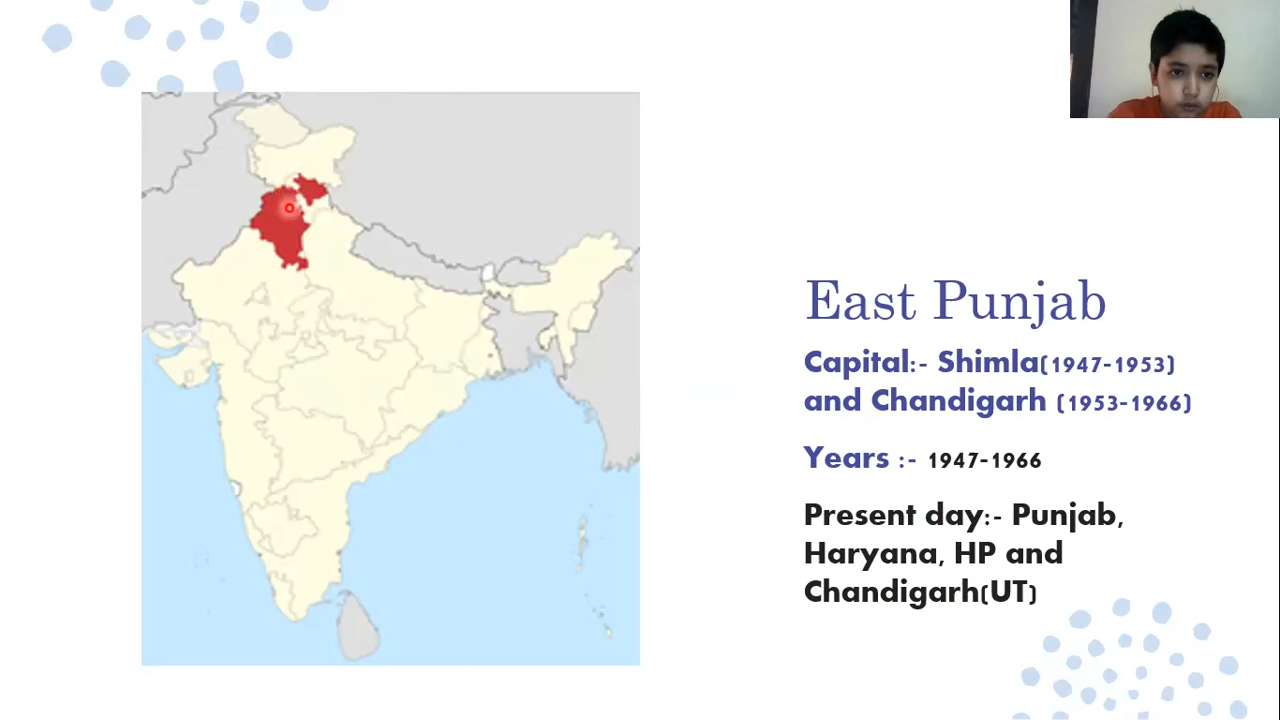 East Punjab
Capital:- Shimla(1947-1953)
and Chandigarh (1953-1966)
Years :- 1947-1966
Present day:- Punjab,
Haryana, HP and
Chandigarh(UT)